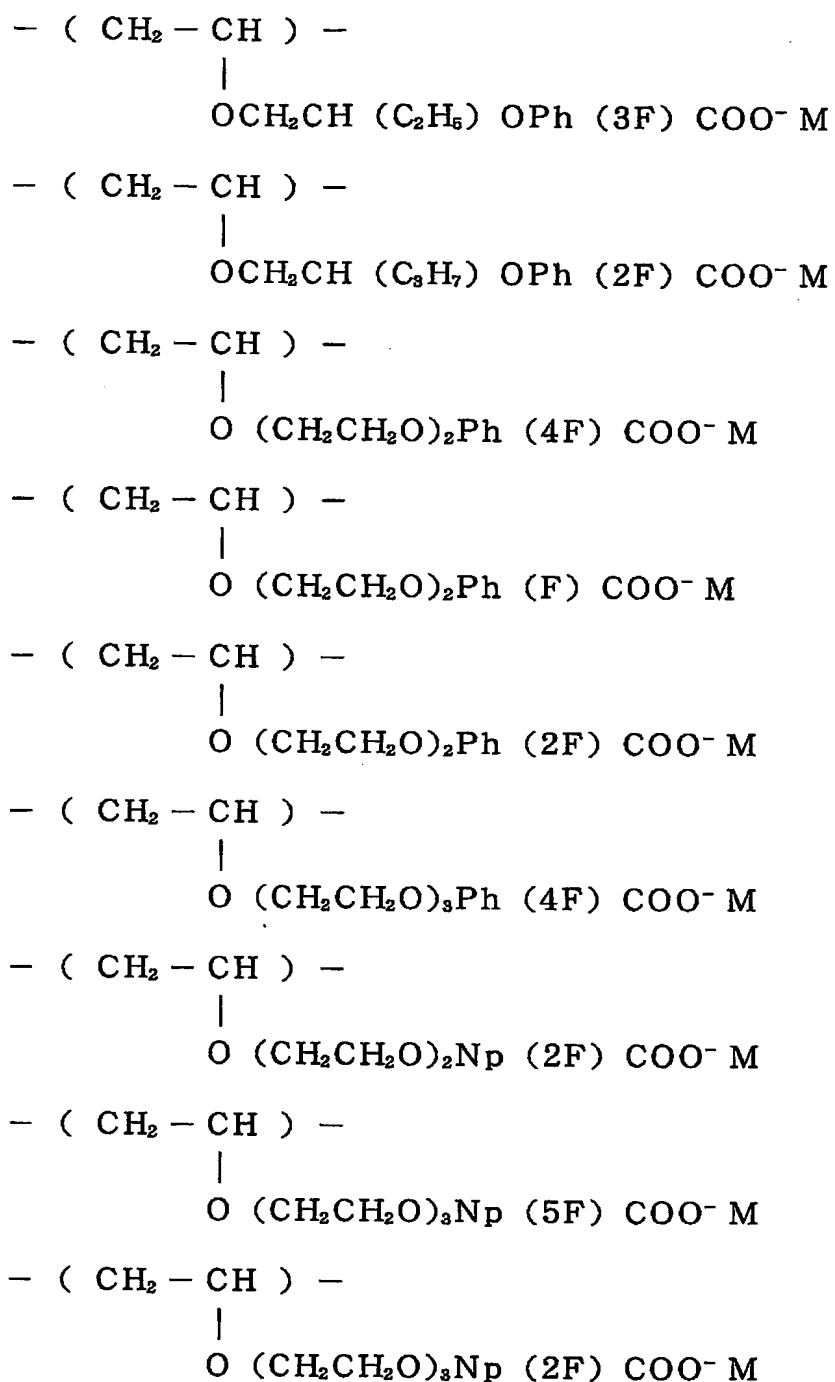 — ( CH₂ — CH ) —
|
OCH₂CH (C₂H₅) OPh (3F) COO⁻ M
— ( CH₂ — CH ) —
|
OCH₂CH (C₃H₇) OPh (2F) COO⁻ M
— ( CH₂ — CH ) —
|
O (CH₂CH₂O)₂Ph (4F) COO⁻ M
— ( CH₂ — CH ) —
|
O (CH₂CH₂O)₂Ph (F) COO⁻ M
— ( CH₂ — CH ) —
|
O (CH₂CH₂O)₂Ph (2F) COO⁻ M
— ( CH₂ — CH ) —
|
O (CH₂CH₂O)₃Ph (4F) COO⁻ M
— ( CH₂ — CH ) —
|
O (CH₂CH₂O)₂Np (2F) COO⁻ M
— ( CH₂ — CH ) —
|
O (CH₂CH₂O)₃Np (5F) COO⁻ M
— ( CH₂ — CH ) —
|
O (CH₂CH₂O)₃Np (2F) COO⁻ M